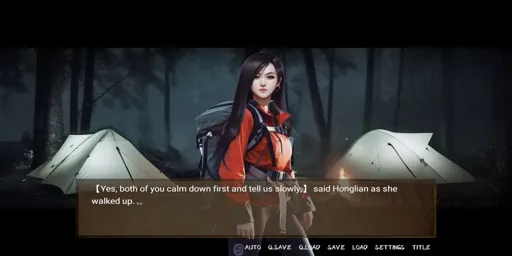 【Yes, both of you calm down first and tell us slowly,】 said Honglian as she
walked up. ...
AUTO Q.SAVE Q.LOAD SAVE LOAD SETTINGS TITLE